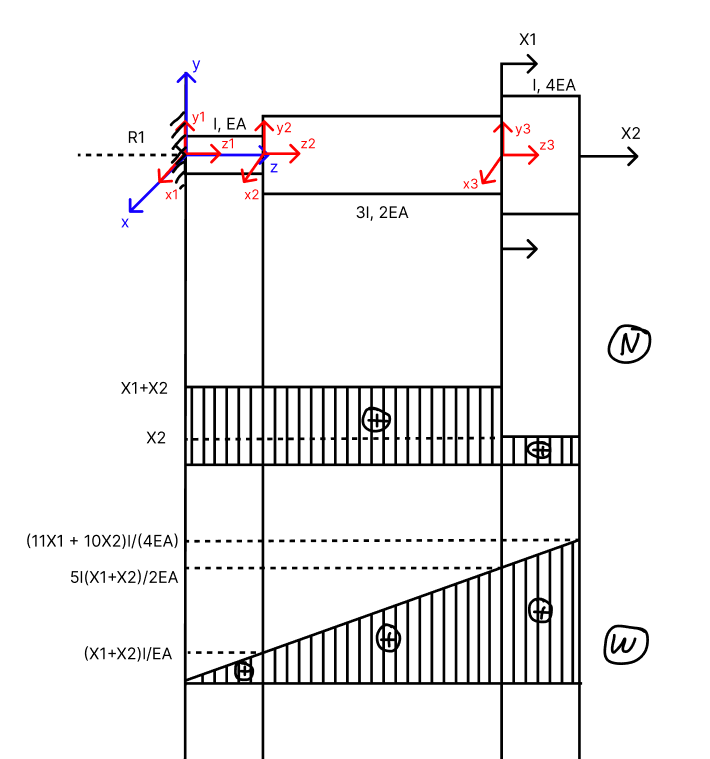 X1
y
I, 4EA
y1
I, EA
y2
y3
R1
X2
z1
z2
z3
z
x1
x2
x3
x
3I, 2EA
N
X1+X2
+
X2
+
(11X1 + 10X2)I/(4EA)
5I(X1+X2)/2EA
+
+
(X1+X2)I/EA
W
+